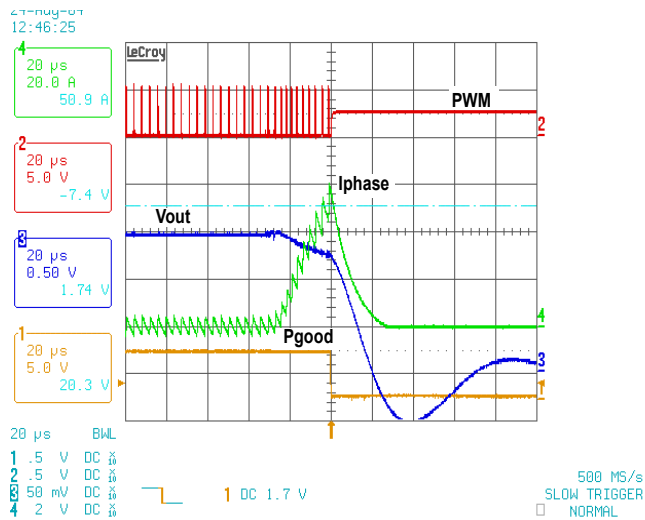 24-Aug-04
12:46:25
4
20 µs
20.0 A
50.9 A
2
20 µs
5.0 V
-7.4 V
3
20 µs
0.50 V
1.74 V
1
20 µs
5.0 V
20.3 V
LeCroy
PWM
2
Iphase
Vout
4
Pgood
3
1
20 µs BWL
1 .5 V DC x10
2 .5 V DC x10
3 50 mV DC x10
4 2 V DC x10
1 DC 1.7 V
500 MS/s
SLOW TRIGGER
NORMAL